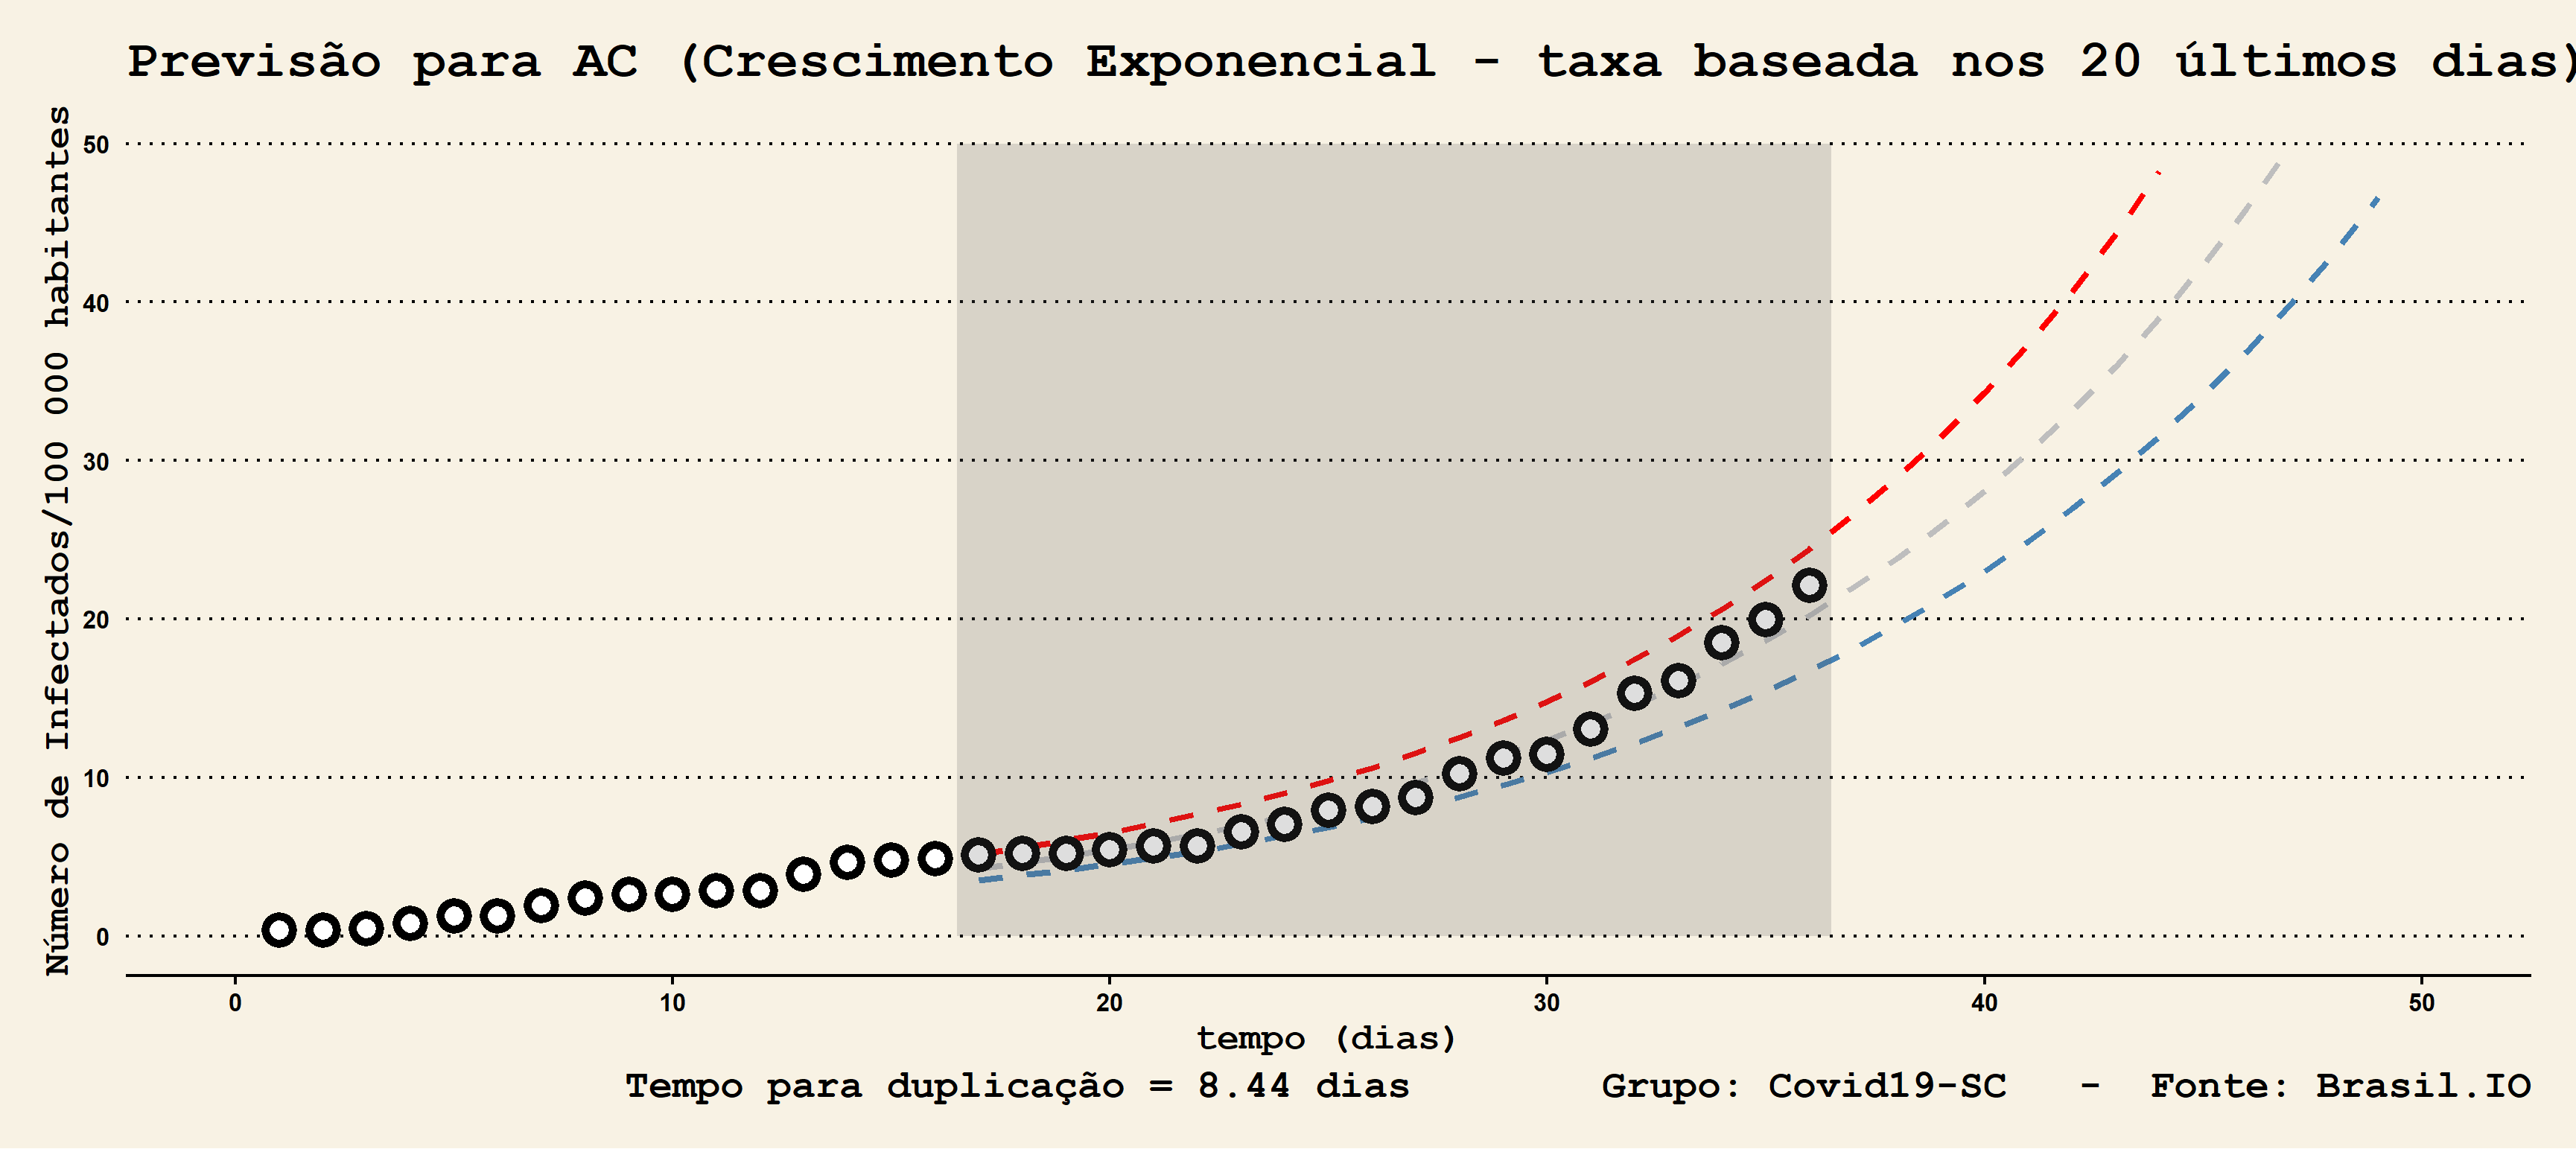 Previsão para AC (Crescimento Exponencial - taxa baseada nos 20 últimos dias)
Número de Infectados/100 000 habitantes
50
40
30
20
10
0
0 10 20 30 40 50
tempo (dias)
Tempo para duplicação = 8.44 dias Grupo: Covid19-SC - Fonte: Brasil.IO